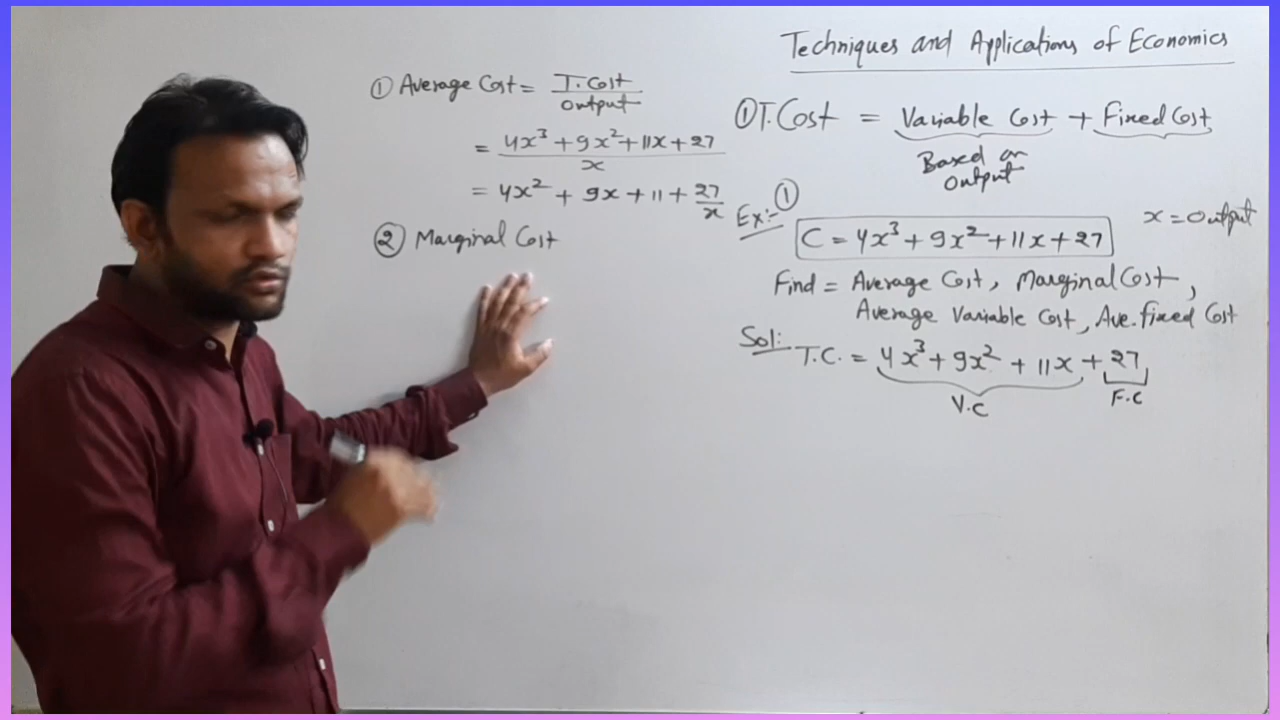 Techniques and Applications of Economics
① Average Cost = T. Cost / output
= 4x³ + 9x² + 11x + 27 / x
= 4x² + 9x + 11 + 27/x
② Marginal Cost
① T. Cost = Variable Cost + Fixed Cost
Based on
output
Ex:- ①
C = 4x³ + 9x² + 11x + 27
x = output
Find = Average Cost, Marginal Cost,
Average Variable Cost, Ave. fixed Cost
Sol:
T.C. = 4x³ + 9x² + 11x + 27
V.C
F.C